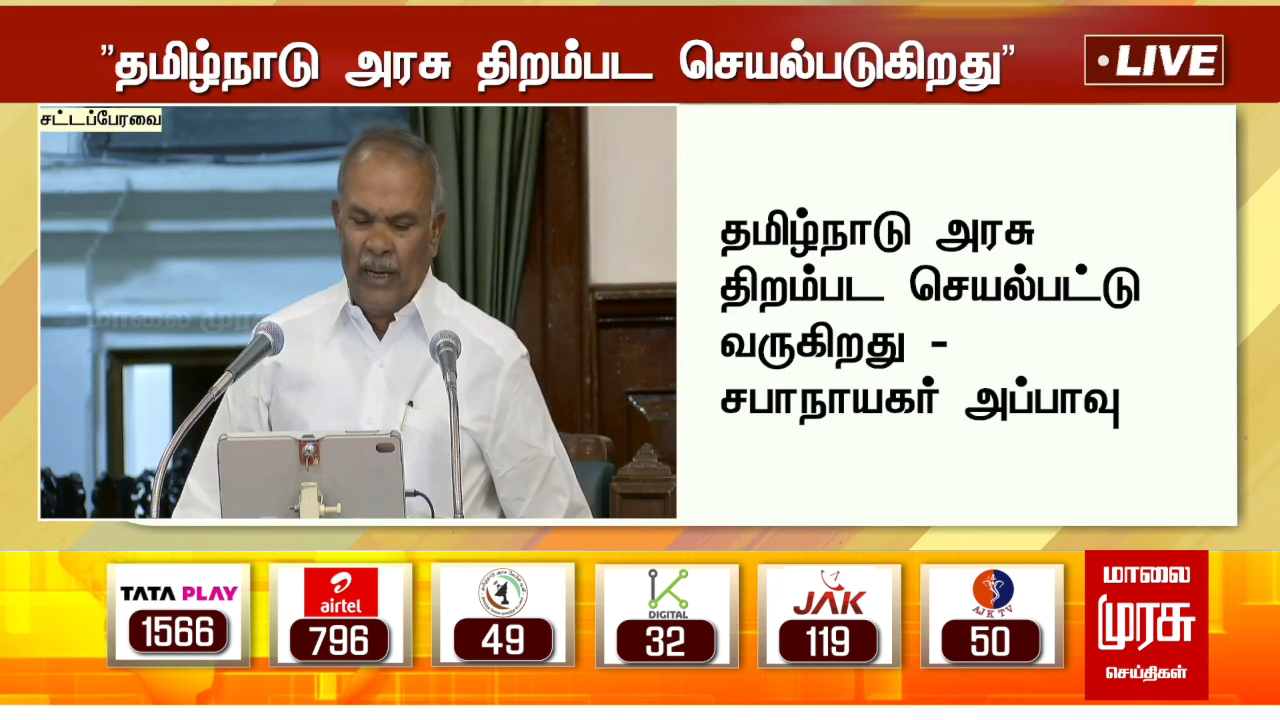 "தமிழ்நாடு அரசு திறம்பட செயல்படுகிறது"
• LIVE
சட்டப்பேரவை
மாலை முர
தமிழ்நாடு அரசு
திறம்பட செயல்பட்டு
வருகிறது -
சபாநாயகர் அப்பாவு
TATA PLAY
1566
airtel
796
49
DIGITAL
32
JAK
119
AJK TV
50
மாலை
முரசு
செய்திகள்